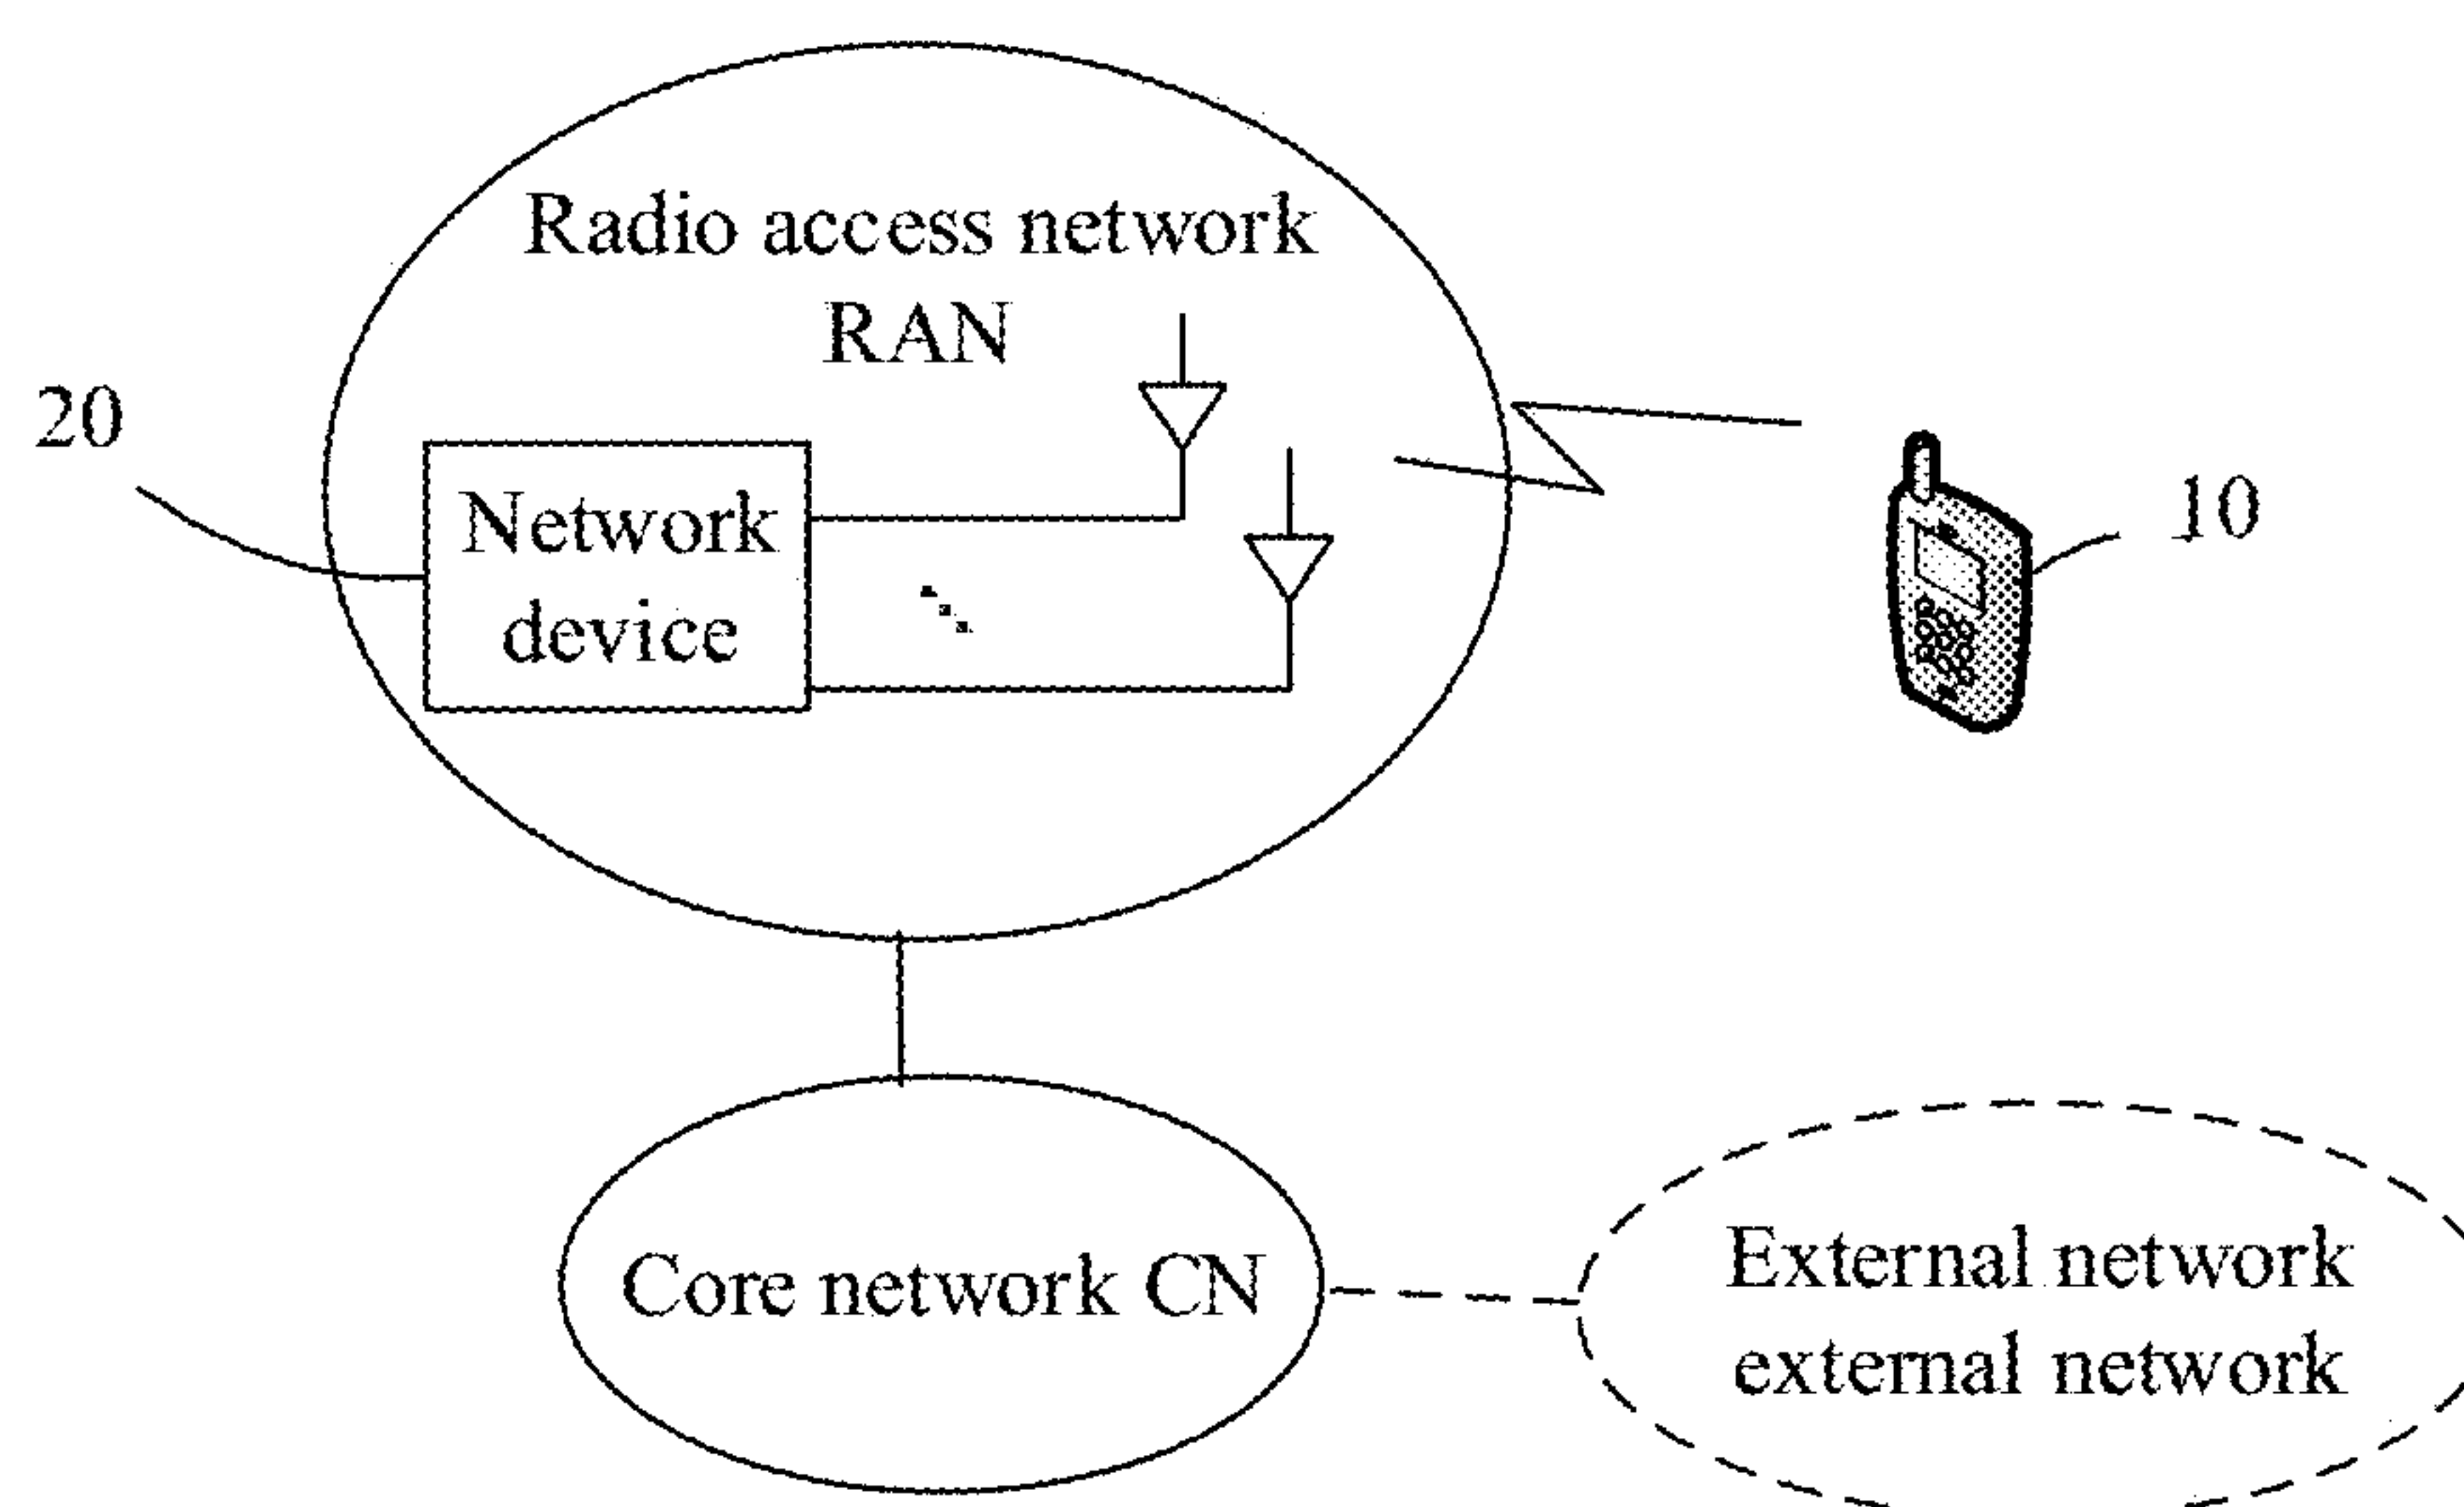 Radio access network
RAN
20
Network
device
10
Core network CN
External network
external network